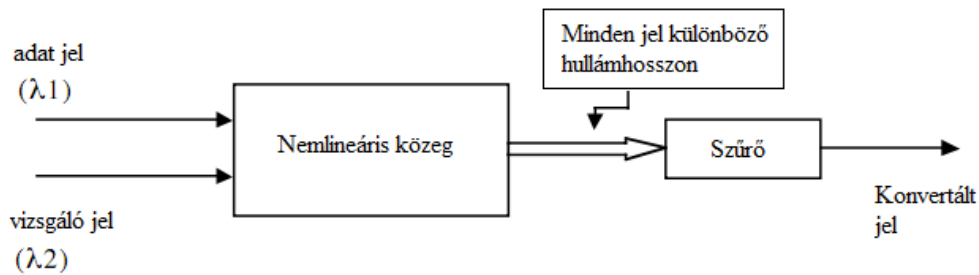 Minden jel különböző
hullámhosszon
adat jel
(λ1)
Nemlineáris közeg
Szűrő
vizsgáló jel
(λ2)
Konvertált
jel